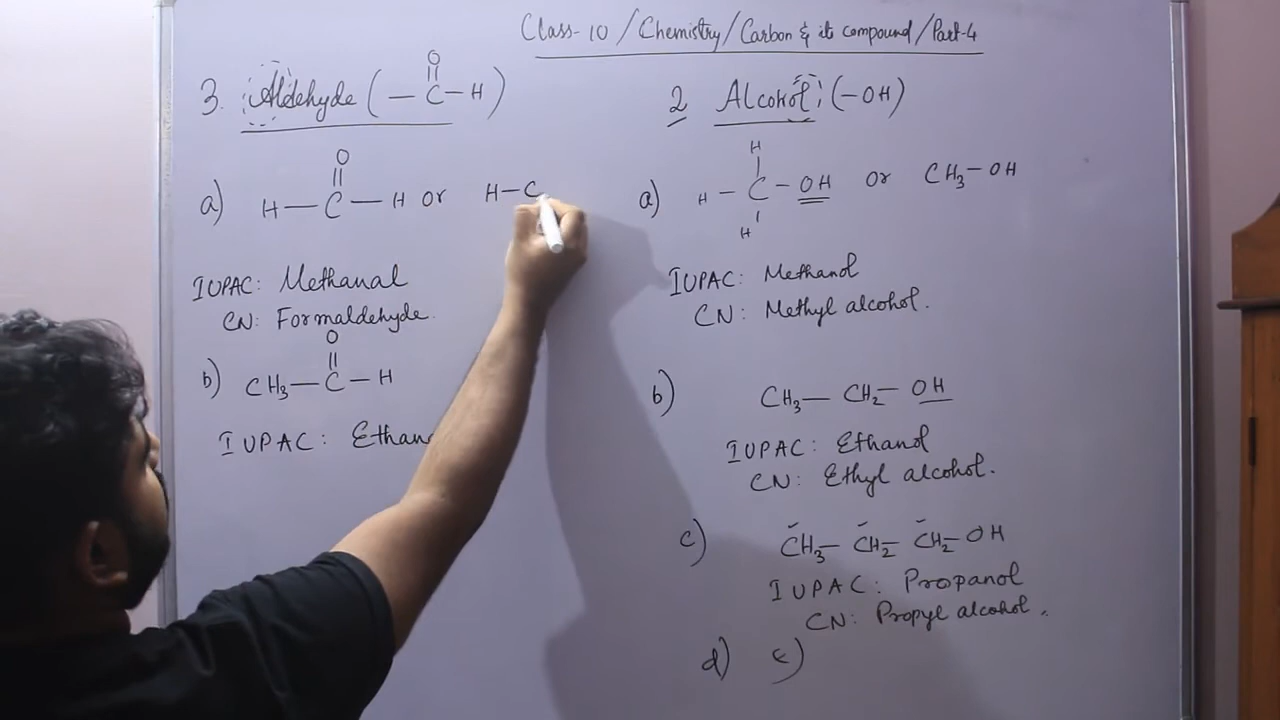 Class-10/Chemistry/Carbon & its compound/Part-4
3. Aldehyde (-C-H)
O
||
a) H-C-H or H-C
O
||
IUPAC: Methanal
CN: Formaldehyde.
b) CH₃-C-H
O
||
IUPAC: Ethan
2 Alcohol (-OH)
H
a) H-C-OH or CH₃-OH
H
IUPAC: Methanol
CN: Methyl alcohol.
b) CH₃-CH₂-OH
IUPAC: Ethanol
CN: Ethyl alcohol.
c) CH₃-CH₂-CH₂-OH
IUPAC: Propanol
CN: Propyl alcohol.
d) e)